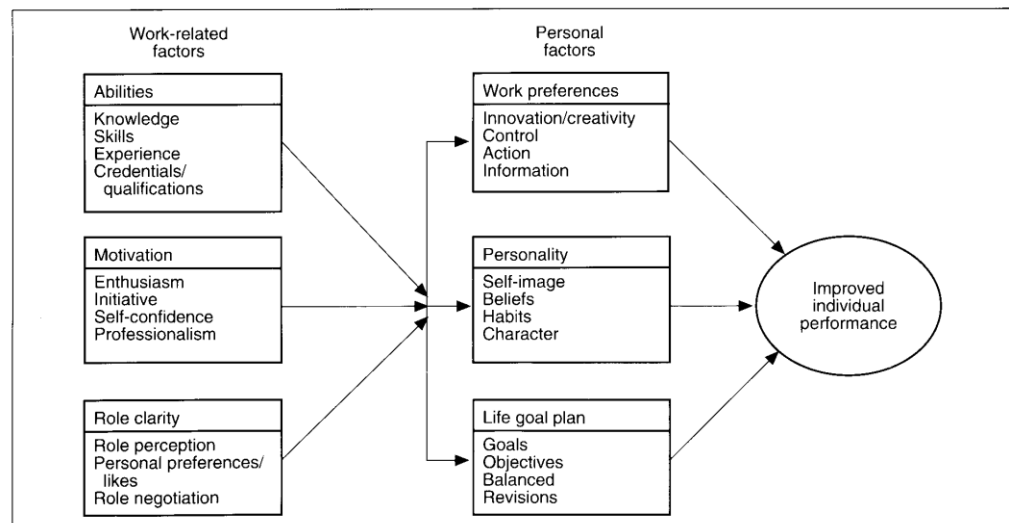 Work-related
factors
Abilities
Knowledge
Skills
Experience
Credentials/
qualifications
Motivation
Enthusiasm
Initiative
Self-confidence
Professionalism
Role clarity
Role perception
Personal preferences/
likes
Role negotiation
Personal
factors
Work preferences
Innovation/creativity
Control
Action
Information
Personality
Self-image
Beliefs
Habits
Character
Life goal plan
Goals
Objectives
Balanced
Revisions
Improved
individual
performance